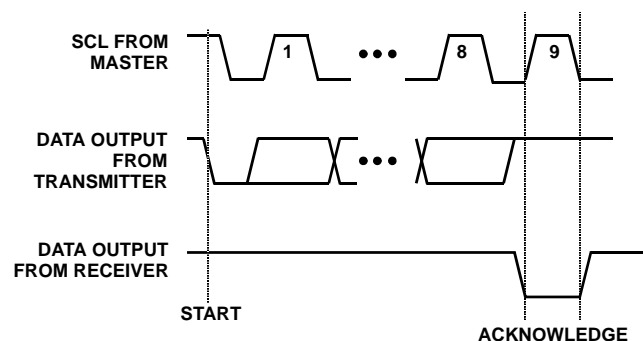 SCL FROM
MASTER
1
•••
8
9
DATA OUTPUT
FROM
TRANSMITTER
•••
DATA OUTPUT
FROM RECEIVER
START
ACKNOWLEDGE